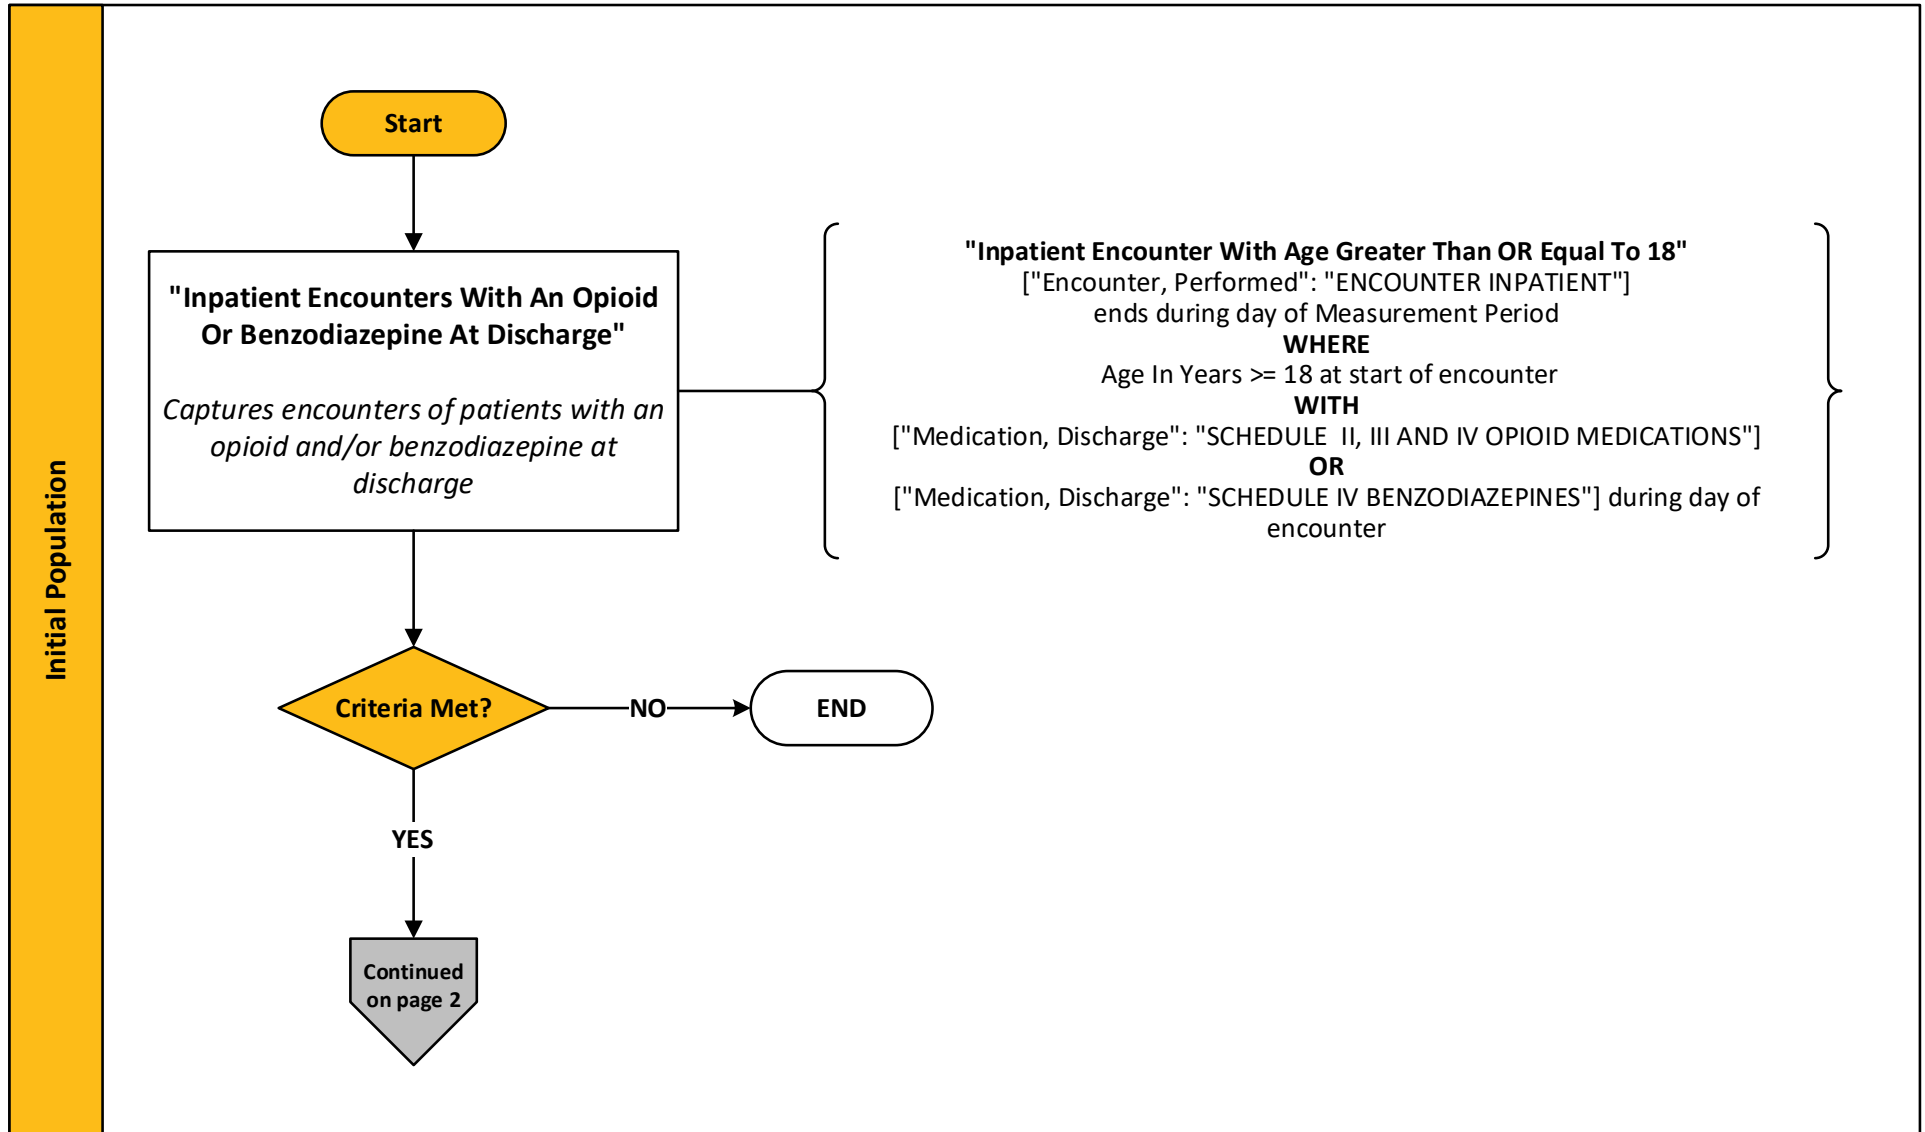 Initial Population
Start
"Inpatient Encounters With An Opioid
Or Benzodiazepine At Discharge"
Captures encounters of patients with an
opioid and/or benzodiazepine at
discharge
"Inpatient Encounter With Age Greater Than OR Equal To 18"
["Encounter, Performed": "ENCOUNTER INPATIENT"]
ends during day of Measurement Period
WHERE
Age In Years >= 18 at start of encounter
WITH
["Medication, Discharge": "SCHEDULE  II, III AND IV OPIOID MEDICATIONS"]
OR
["Medication, Discharge": "SCHEDULE IV BENZODIAZEPINES"] during day of
encounter
Criteria Met?
NO
END
YES
Continued
on page 2